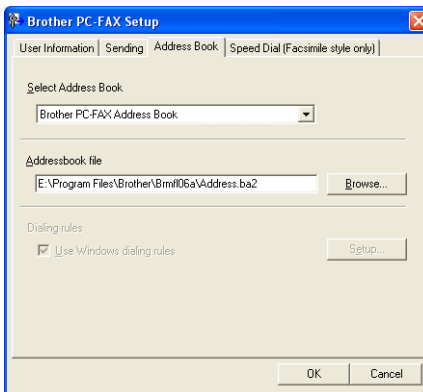 Brother PC-FAX Setup
User Information Sending Address Book Speed Dial (Facsimile style only)
Select Address Book
Brother PC-FAX Address Book
Addressbook file
E:\Program Files\Brother\Brmfl06a\Address.ba2 Browse...
Dialing rules
Use Windows dialing rules Setup...
OK Cancel